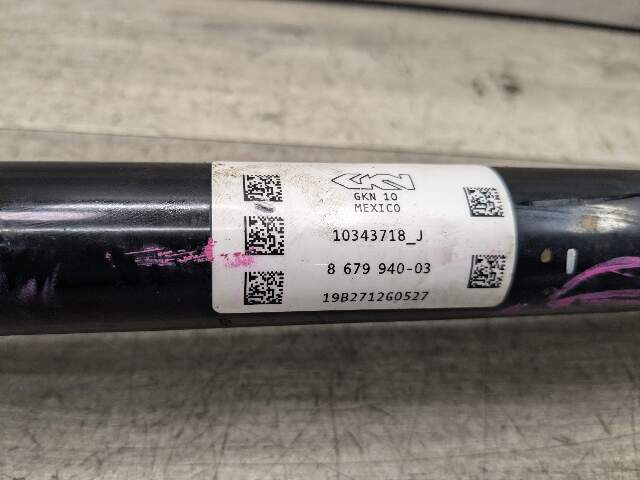 GKN
GKN 10
MEXICO
10343718_J
8 679 940-03
19B2712G0527